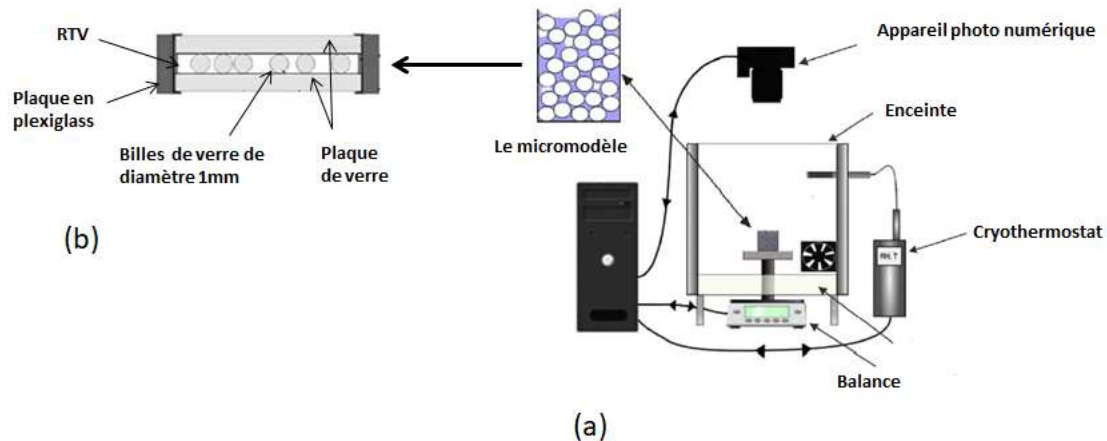 RTV
Plaque en
plexiglass
Billes de verre de
diamètre 1mm
Plaque
de verre
(b)
Le micromodèle
Appareil photo numérique
Enceinte
Cryothermostat
RH, T
Balance
(a)